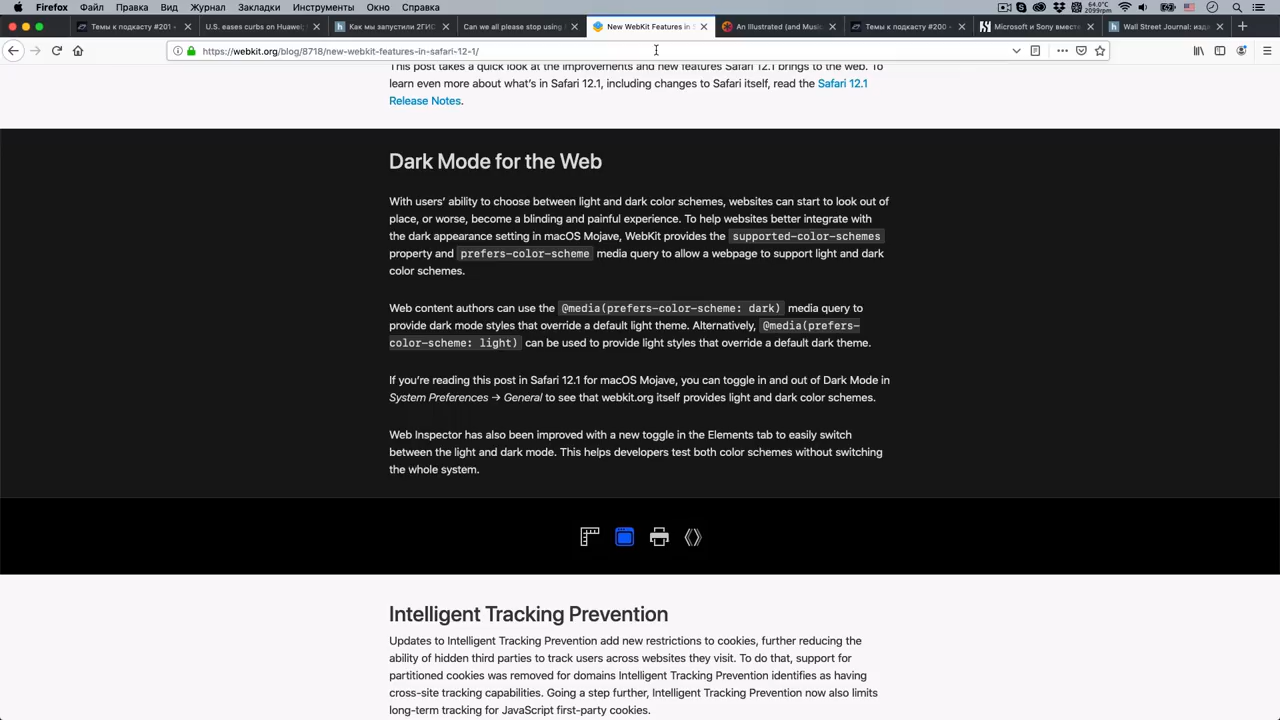 Firefox Файл Правка Вид Журнал Закладки Инструменты Окно Справка
64.0°C
2099rpm
Темы к подкасту #201 –
U.S. eases curbs on Huawei;
Как мы запустили 2ГИС
Can we all please stop using
New WebKit Features in S
An Illustrated (and Music
Темы к подкасту #200 –
Microsoft и Sony вместе
Wall Street Journal: изд
https://webkit.org/blog/8718/new-webkit-features-in-safari-12-1/
This post takes a quick look at the improvements and new features Safari 12.1 brings to the web. To
learn even more about what's in Safari 12.1, including changes to Safari itself, read the Safari 12.1
Release Notes.
Dark Mode for the Web
With users' ability to choose between light and dark color schemes, websites can start to look out of
place, or worse, become a blinding and painful experience. To help websites better integrate with
the dark appearance setting in macOS Mojave, WebKit provides the supported-color-schemes
property and prefers-color-scheme media query to allow a webpage to support light and dark
color schemes.
Web content authors can use the @media(prefers-color-scheme: dark) media query to
provide dark mode styles that override a default light theme. Alternatively, @media(prefers-
color-scheme: light) can be used to provide light styles that override a default dark theme.
If you're reading this post in Safari 12.1 for macOS Mojave, you can toggle in and out of Dark Mode in
System Preferences → General to see that webkit.org itself provides light and dark color schemes.
Web Inspector has also been improved with a new toggle in the Elements tab to easily switch
between the light and dark mode. This helps developers test both color schemes without switching
the whole system.
Intelligent Tracking Prevention
Updates to Intelligent Tracking Prevention add new restrictions to cookies, further reducing the
ability of hidden third parties to track users across websites they visit. To do that, support for
partitioned cookies was removed for domains Intelligent Tracking Prevention identifies as having
cross-site tracking capabilities. Going a step further, Intelligent Tracking Prevention now also limits
long-term tracking for JavaScript first-party cookies.